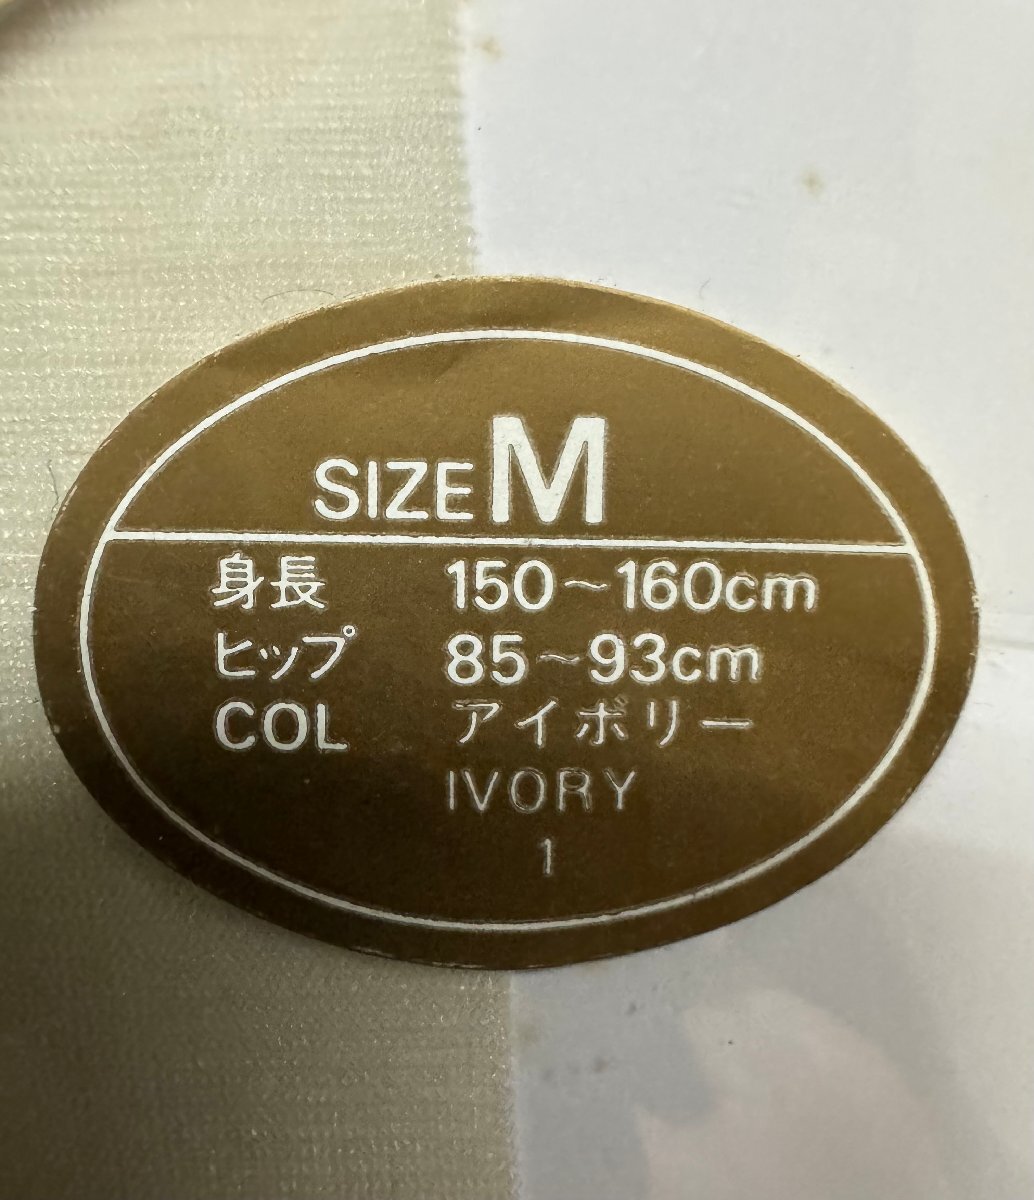 SIZE M
身長 150～160cm
ヒップ 85～93cm
COL アイボリー
IVORY
1